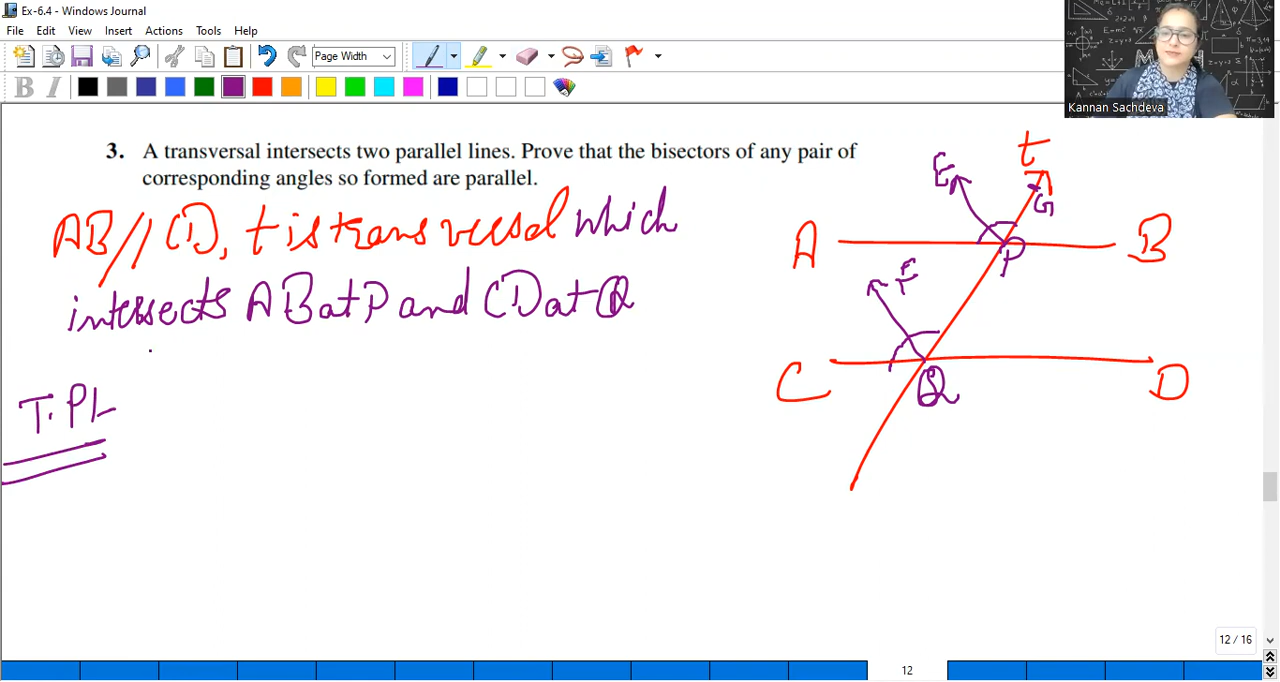 Ex-6.4 - Windows Journal
File Edit View Insert Actions Tools Help
Page Width
B I
Kannan Sachdeva
3. A transversal intersects two parallel lines. Prove that the bisectors of any pair of
corresponding angles so formed are parallel.
AB // CD, t is transversal which
intersects AB at P and CD at Q
T.P.
t
E
G
A
B
P
F
C
Q
D
12 / 16
12